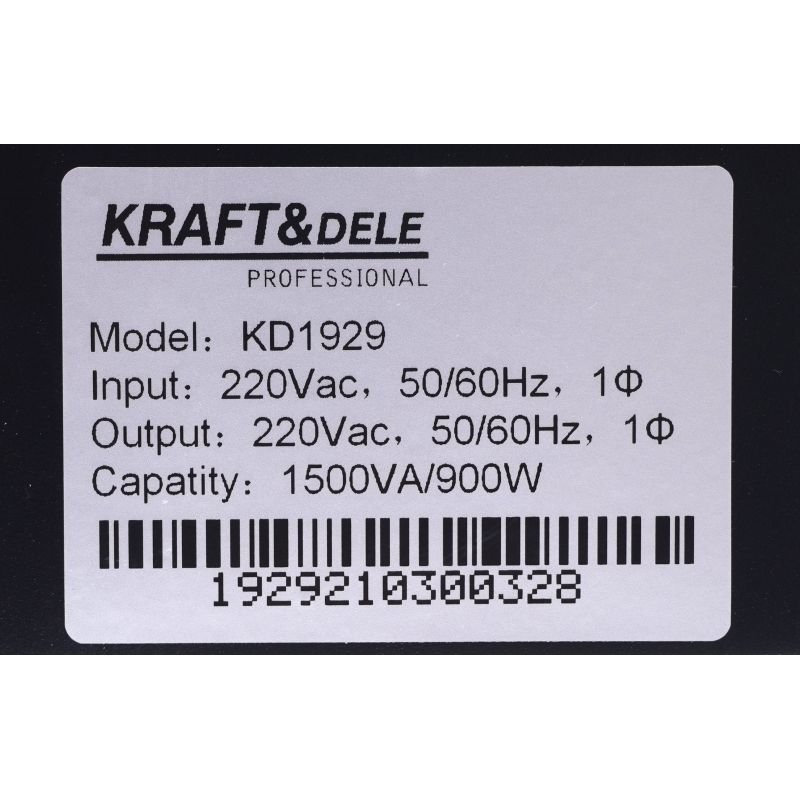 KRAFT&DELE
PROFESSIONAL
Model: KD1929
Input: 220Vac, 50/60Hz, 1Φ
Output: 220Vac, 50/60Hz, 1Φ
Capatity: 1500VA/900W
1929210300328